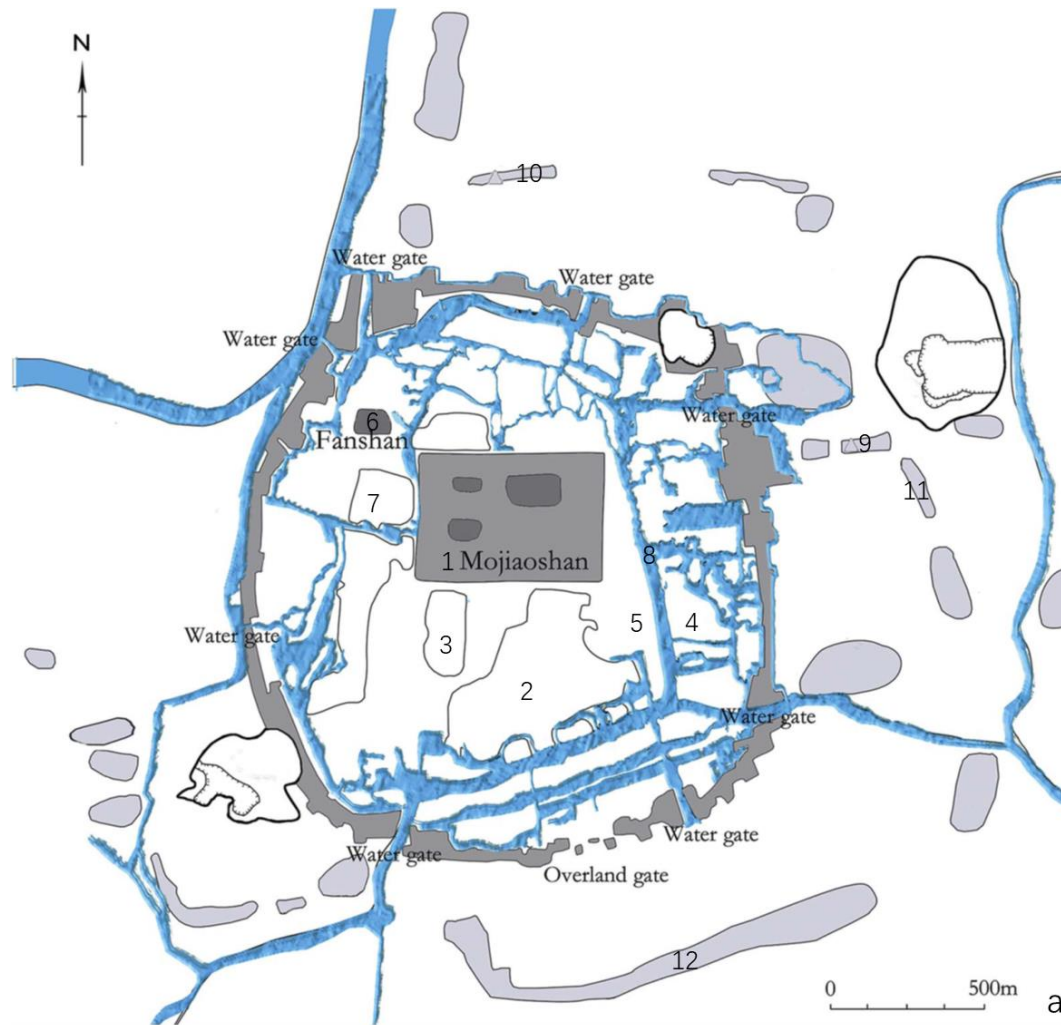 N
10
Water gate
Water gate
Water gate
Water gate
6
Fanshan
9
11
7
8
1 Mojiaoshan
5
4
Water gate
3
2
Water gate
Water gate
Water gate
Overland gate
12
0
500m
a